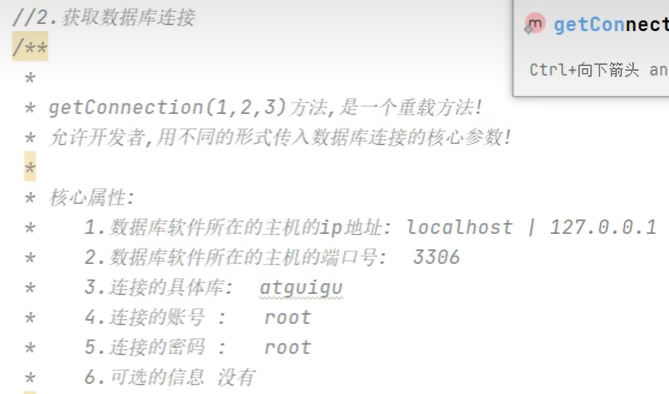 //2.获取数据库连接
/**
*
* getConnection(1,2,3)方法,是一个重载方法!
* 允许开发者,用不同的形式传入数据库连接的核心参数!
*
* 核心属性:
* 1.数据库软件所在的主机的ip地址: localhost | 127.0.0.1
* 2.数据库软件所在的主机的端口号: 3306
* 3.连接的具体库: atguigu
* 4.连接的账号 : root
* 5.连接的密码 : root
* 6.可选的信息 没有
m getConnect
Ctrl+向下箭头 an